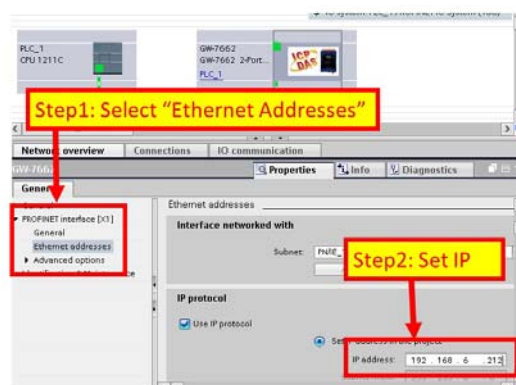 PLC_1
CPU 1211C
GW-7662
GW-7662 2-Port...
PLC_1
ICP
DAS
Step1: Select "Ethernet Addresses"
Network overview
Connections
IO communication
GW-7662
Properties
Info
Diagnostics
General
Ethernet addresses
PROFINET interface [X1]
General
Ethernet addresses
Advanced options
Interface networked with
Subnet:
Step2: Set IP
IP protocol
Use IP protocol
IP address:
192 . 168 . 6 . 212